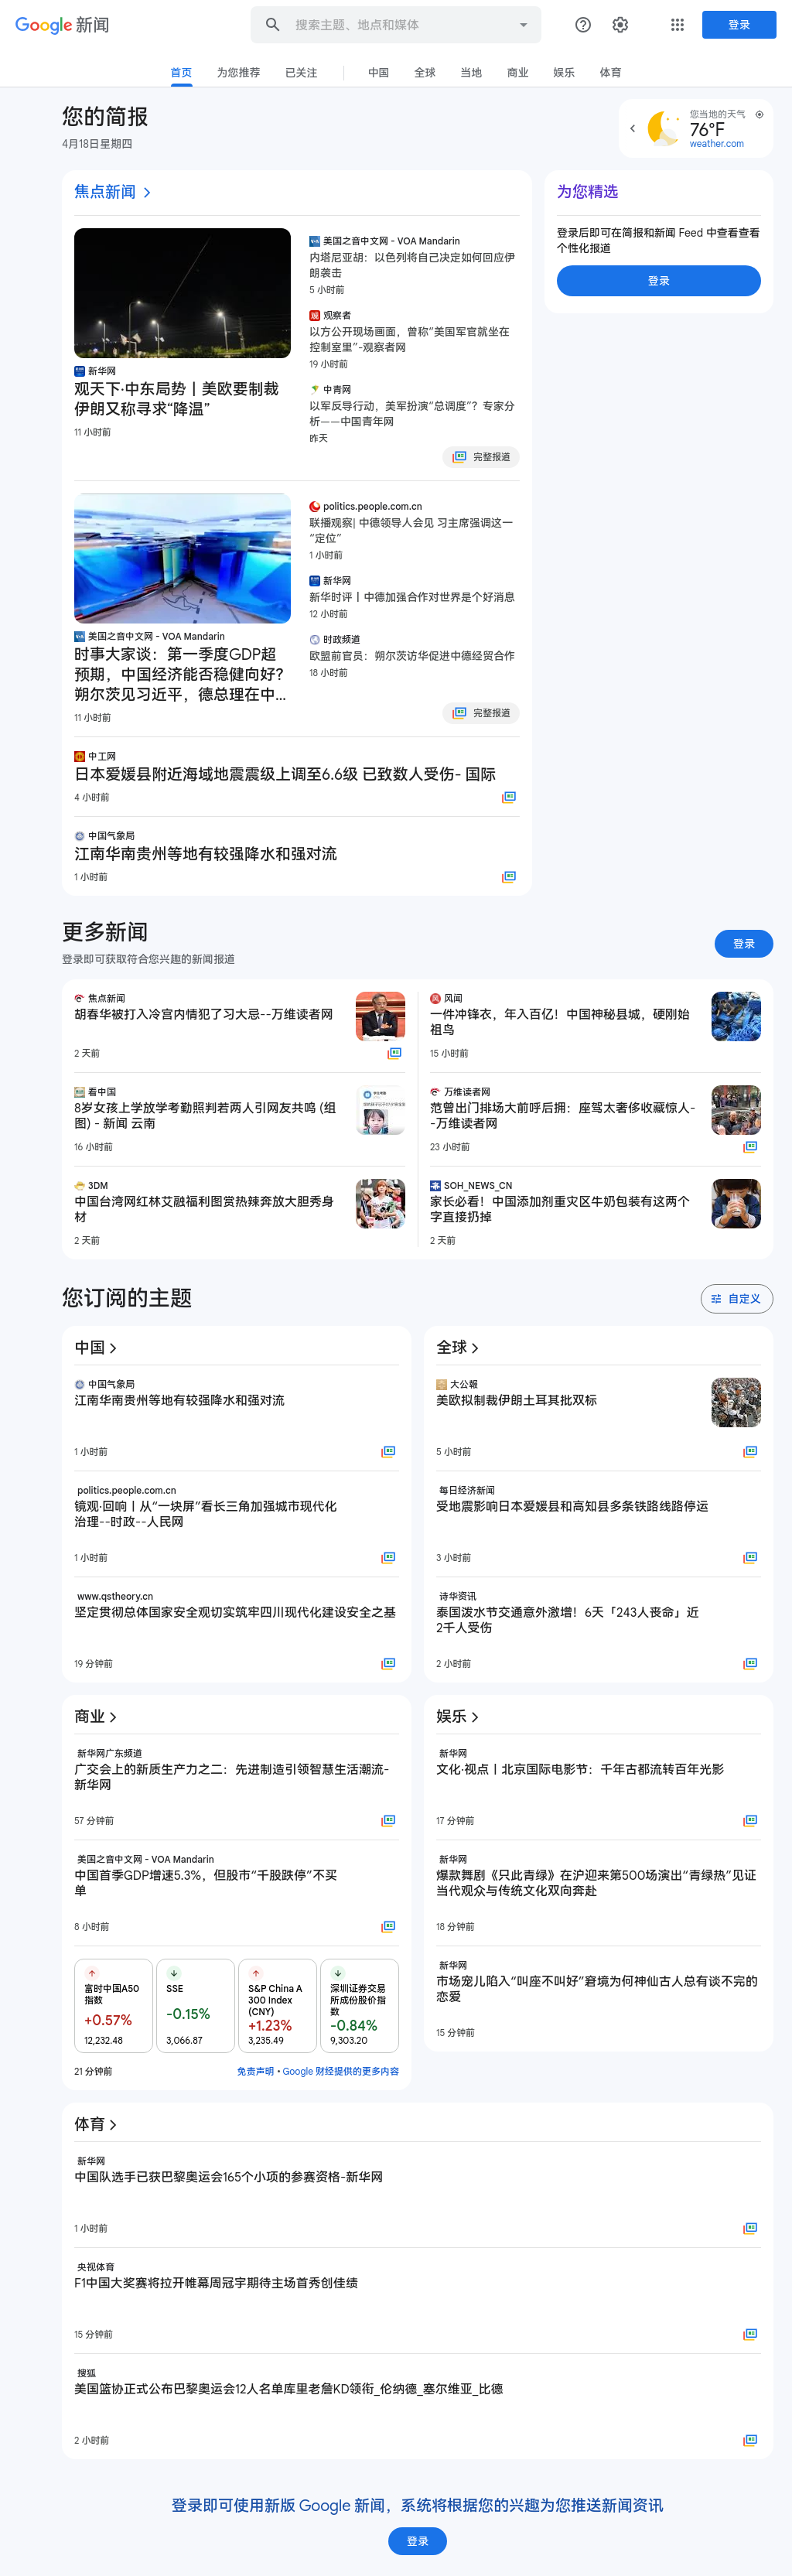 Google 新闻
搜索主题、地点和媒体
登录
首页
为您推荐
已关注
中国
全球
当地
商业
娱乐
体育
您的简报
4月18日星期四
您当地的天气
76°F
weather.com
焦点新闻
新华网
观天下·中东局势丨美欧要制裁
伊朗又称寻求“降温”
11 小时前
美国之音中文网 - VOA Mandarin
内塔尼亚胡：以色列将自己决定如何回应伊
朗袭击
5 小时前
观察者
以方公开现场画面，曾称“美国军官就坐在
控制室里”-观察者网
19 小时前
中青网
以军反导行动，美军扮演“总调度”？专家分
析——中国青年网
昨天
完整报道
美国之音中文网 - VOA Mandarin
时事大家谈：第一季度GDP超
预期，中国经济能否稳健向好?
朔尔茨见习近平，德总理在中...
11 小时前
politics.people.com.cn
联播观察| 中德领导人会见 习主席强调这一
“定位”
1 小时前
新华网
新华时评丨中德加强合作对世界是个好消息
12 小时前
时政频道
欧盟前官员：朔尔茨访华促进中德经贸合作
18 小时前
完整报道
中工网
日本爱媛县附近海域地震震级上调至6.6级 已致数人受伤- 国际
4 小时前
中国气象局
江南华南贵州等地有较强降水和强对流
1 小时前
为您精选
登录后即可在简报和新闻 Feed 中查看查看
个性化报道
登录
更多新闻
登录即可获取符合您兴趣的新闻报道
登录
焦点新闻
胡春华被打入冷宫内情犯了习大忌--万维读者网
2 天前
看中国
8岁女孩上学放学考勤照判若两人引网友共鸣 (组
图) - 新闻 云南
16 小时前
3DM
中国台湾网红林艾融福利图赏热辣奔放大胆秀身
材
2 天前
风闻
一件冲锋衣，年入百亿！中国神秘县城，硬刚始
祖鸟
15 小时前
万维读者网
范曾出门排场大前呼后拥：座驾太奢侈收藏惊人-
-万维读者网
23 小时前
SOH_NEWS_CN
家长必看！中国添加剂重灾区牛奶包装有这两个
字直接扔掉
2 天前
您订阅的主题
自定义
中国
中国气象局
江南华南贵州等地有较强降水和强对流
1 小时前
politics.people.com.cn
镜观·回响丨从“一块屏”看长三角加强城市现代化
治理--时政--人民网
1 小时前
www.qstheory.cn
坚定贯彻总体国家安全观切实筑牢四川现代化建设安全之基
19 分钟前
全球
大公報
美欧拟制裁伊朗土耳其批双标
5 小时前
每日经济新闻
受地震影响日本爱媛县和高知县多条铁路线路停运
3 小时前
诗华资讯
泰国泼水节交通意外激增！6天「243人丧命」近
2千人受伤
2 小时前
商业
新华网广东频道
广交会上的新质生产力之二：先进制造引领智慧生活潮流-
新华网
57 分钟前
美国之音中文网 - VOA Mandarin
中国首季GDP增速5.3%，但股市“千股跌停”不买
单
8 小时前
富时中国A50
指数
+0.57%
12,232.48
SSE
-0.15%
3,066.87
S&P China A
300 Index
(CNY)
+1.23%
3,235.49
深圳证券交易
所成份股价指
数
-0.84%
9,303.20
21 分钟前
免责声明 • Google 财经提供的更多内容
娱乐
新华网
文化·视点丨北京国际电影节：千年古都流转百年光影
17 分钟前
新华网
爆款舞剧《只此青绿》在沪迎来第500场演出“青绿热”见证
当代观众与传统文化双向奔赴
18 分钟前
新华网
市场宠儿陷入“叫座不叫好”窘境为何神仙古人总有谈不完的
恋爱
15 分钟前
体育
新华网
中国队选手已获巴黎奥运会165个小项的参赛资格-新华网
1 小时前
央视体育
F1中国大奖赛将拉开帷幕周冠宇期待主场首秀创佳绩
15 分钟前
搜狐
美国篮协正式公布巴黎奥运会12人名单库里老詹KD领衔_伦纳德_塞尔维亚_比德
2 小时前
登录即可使用新版 Google 新闻，系统将根据您的兴趣为您推送新闻资讯
登录